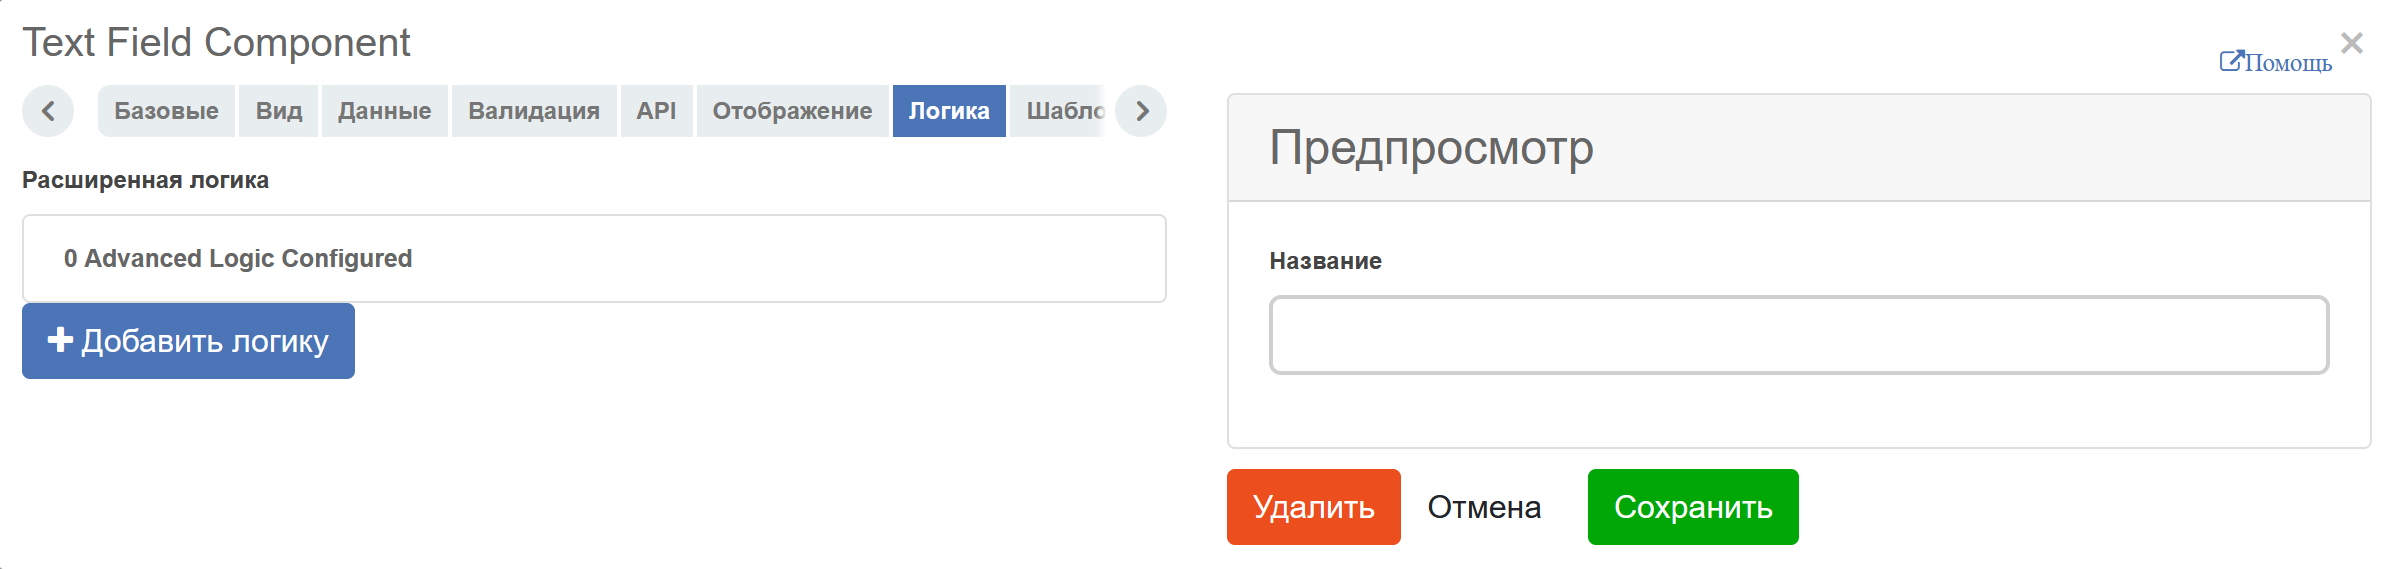 Text Field Component
Помощь
Базовые Вид Данные Валидация API Отображение Логика Шабло
Расширенная логика
0 Advanced Logic Configured
Добавить логику
Предпросмотр
Название
Удалить Отмена Сохранить